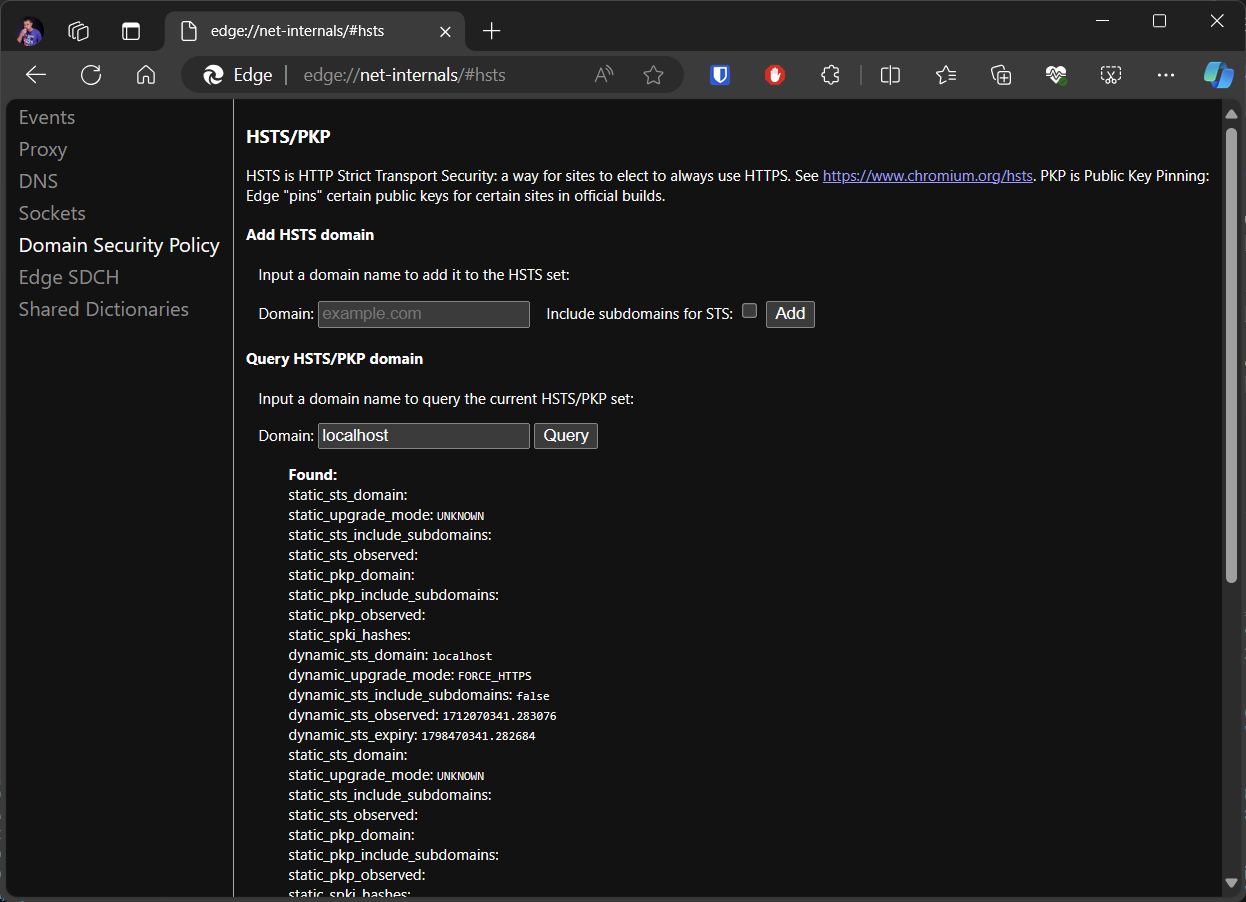 edge://net-internals/#hsts
Edge | edge://net-internals/#hsts
Events
Proxy
DNS
Sockets
Domain Security Policy
Edge SDCH
Shared Dictionaries
HSTS/PKP
HSTS is HTTP Strict Transport Security: a way for sites to elect to always use HTTPS. See https://www.chromium.org/hsts. PKP is Public Key Pinning:
Edge "pins" certain public keys for certain sites in official builds.
Add HSTS domain
Input a domain name to add it to the HSTS set:
Domain: example.com Include subdomains for STS: Add
Query HSTS/PKP domain
Input a domain name to query the current HSTS/PKP set:
Domain: localhost Query
Found:
static_sts_domain:
static_upgrade_mode: UNKNOWN
static_sts_include_subdomains:
static_sts_observed:
static_pkp_domain:
static_pkp_include_subdomains:
static_pkp_observed:
static_spki_hashes:
dynamic_sts_domain: localhost
dynamic_upgrade_mode: FORCE_HTTPS
dynamic_sts_include_subdomains: false
dynamic_sts_observed: 1712070341.283076
dynamic_sts_expiry: 1798470341.282684
static_sts_domain:
static_upgrade_mode: UNKNOWN
static_sts_include_subdomains:
static_sts_observed:
static_pkp_domain:
static_pkp_include_subdomains:
static_pkp_observed:
static_spki_hashes: